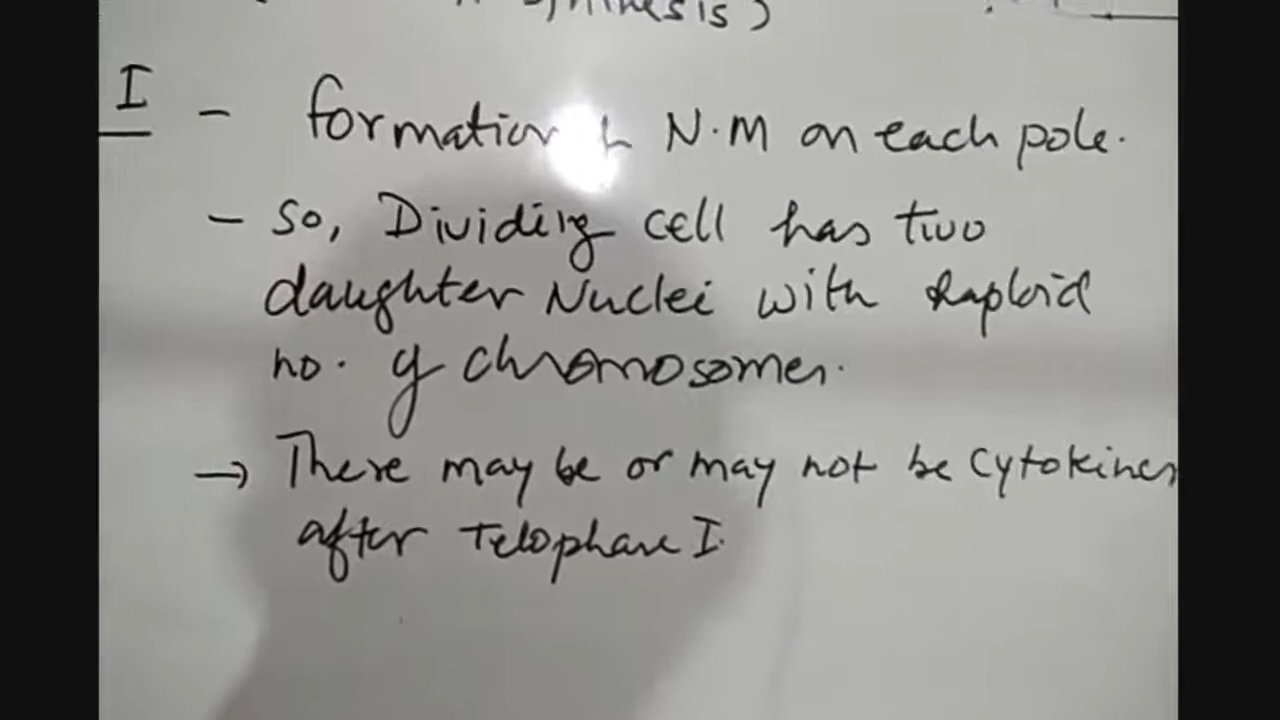 I - formation of N.M on each pole.
- So, Dividing cell has two
daughter Nuclei with haploid
no. of chromosomes.
→ There may be or may not be Cytokines
after Telophase I.